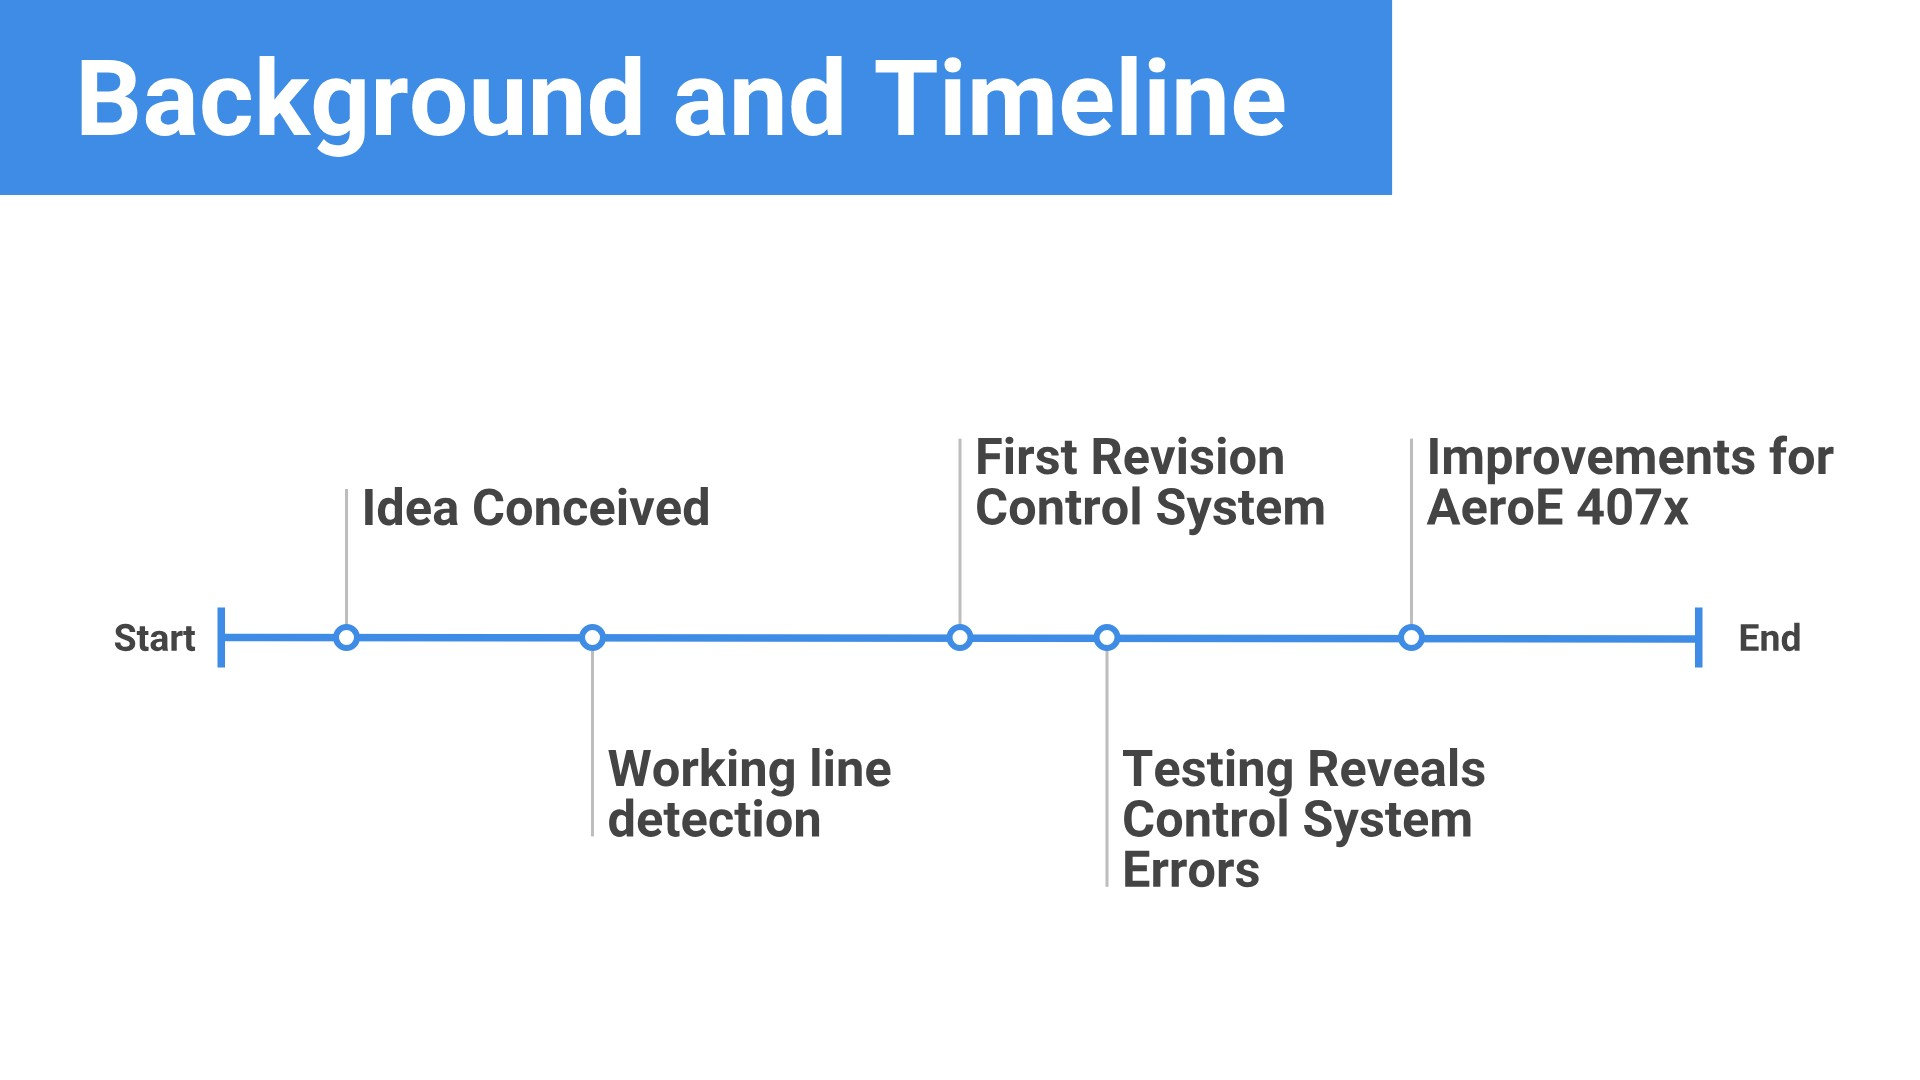 Background and Timeline
Idea Conceived
First Revision
Control System
Improvements for
AeroE 407x
Start
End
Working line
detection
Testing Reveals
Control System
Errors